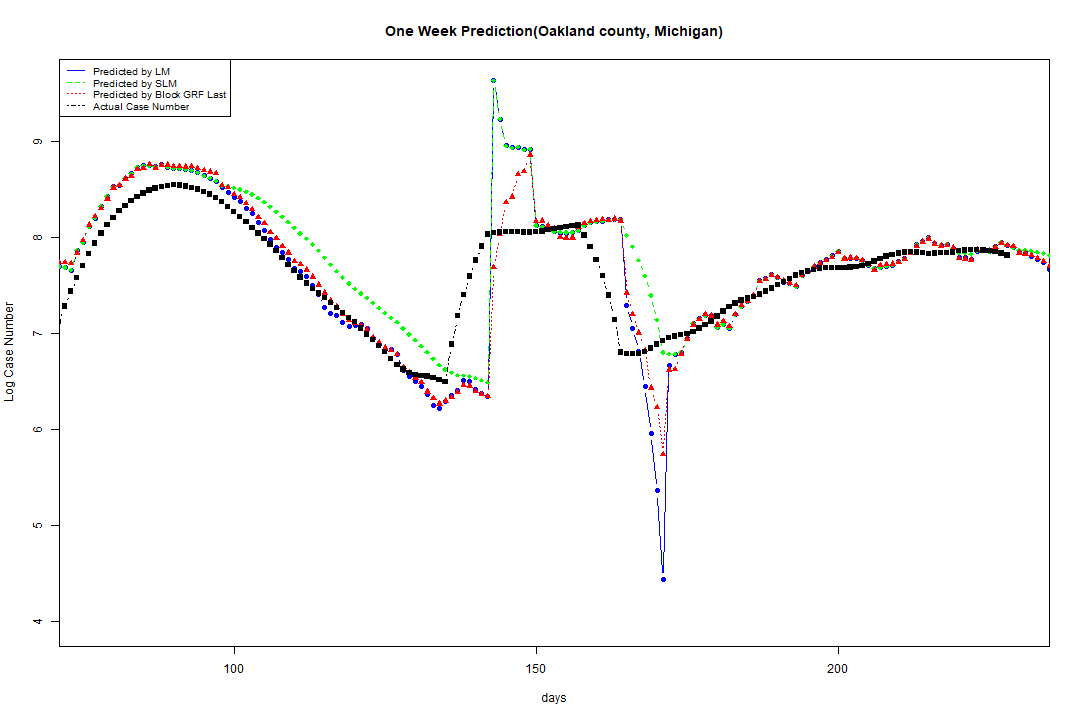 One Week Prediction(Oakland county, Michigan)
Predicted by LM
Predicted by SLM
Predicted by Block GRF Last
Actual Case Number
Log Case Number
9
8
7
6
5
4
100 150 200
days